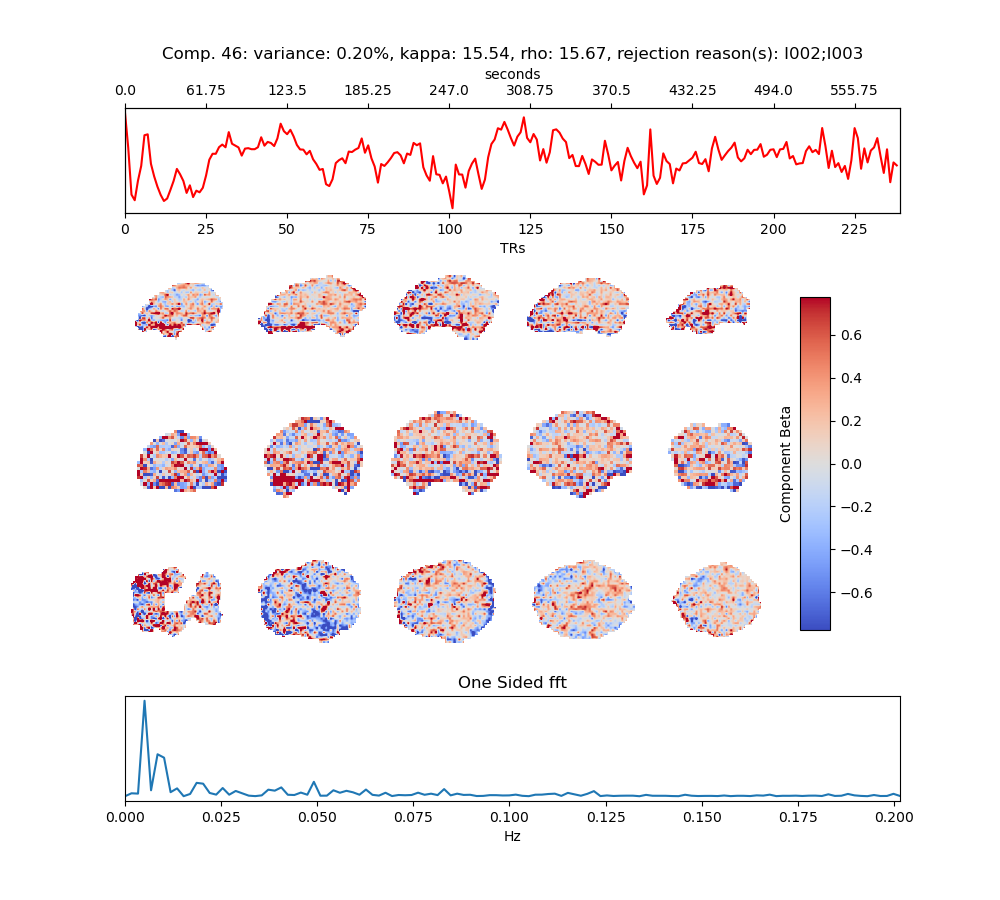 Comp. 46: variance: 0.20%, kappa: 15.54, rho: 15.67, rejection reason(s): I002;I003
seconds
0.0 61.75 123.5 185.25 247.0 308.75 370.5 432.25 494.0 555.75
0 25 50 75 100 125 150 175 200 225
TRs
0.6
0.4
0.2
0.0
−0.2
−0.4
−0.6
Component Beta
One Sided fft
0.000 0.025 0.050 0.075 0.100 0.125 0.150 0.175 0.200
Hz